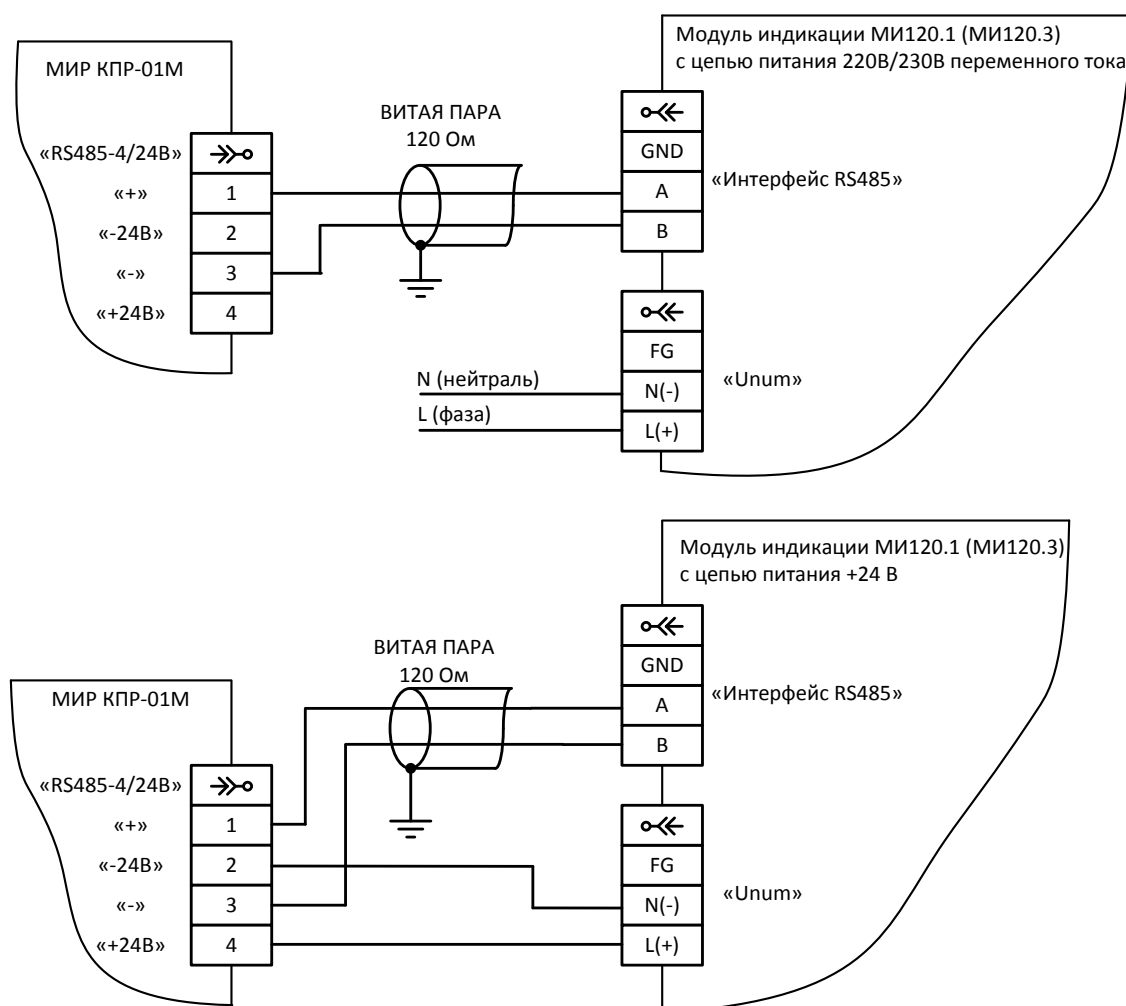 Модуль индикации МИ120.1 (МИ120.3)
с цепью питания 220В/230В переменного тока
МИР КПР-01М
ВИТАЯ ПАРА
120 Ом
«RS485-4/24В»
«+» 1
«-24В» 2
«-» 3
«+24В» 4
GND
A
B
«Интерфейс RS485»
FG
N(-)
L(+)
«Unum»
N (нейтраль)
L (фаза)
Модуль индикации МИ120.1 (МИ120.3)
с цепью питания +24 В
ВИТАЯ ПАРА
120 Ом
МИР КПР-01М
«RS485-4/24В»
«+» 1
«-24В» 2
«-» 3
«+24В» 4
GND
A
B
«Интерфейс RS485»
FG
N(-)
L(+)
«Unum»